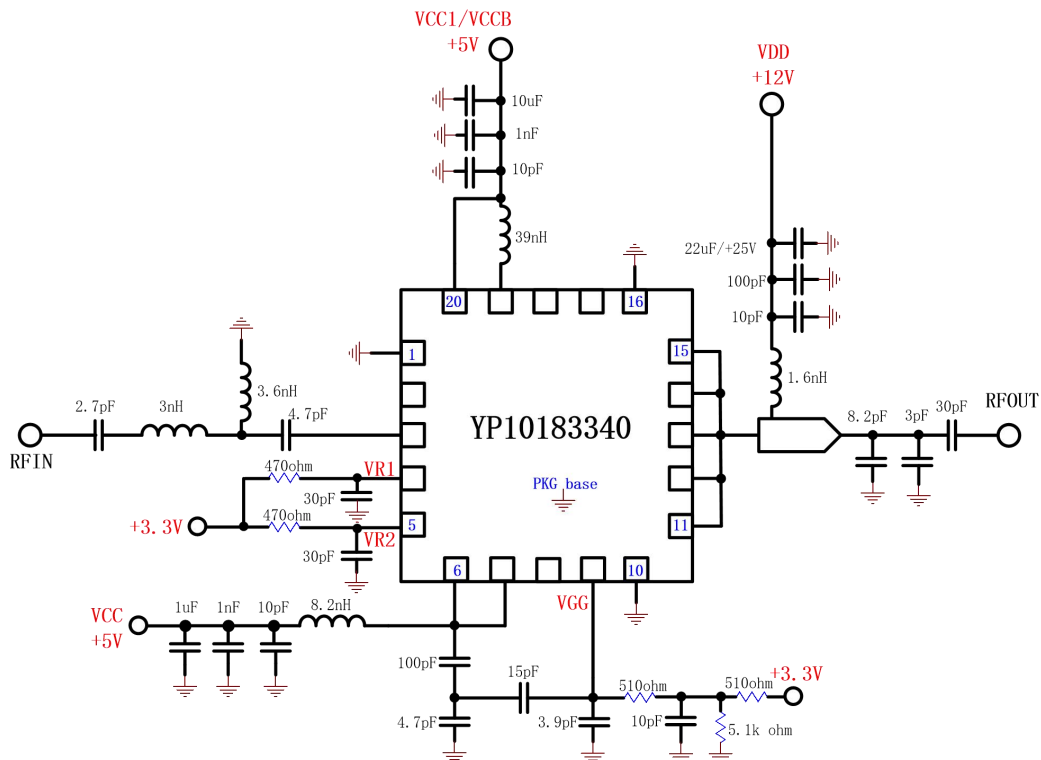 VCC1/VCCB
+5V
VDD
+12V
10uF
1nF
10pF
39nH
22uF/+25V
100pF
10pF
1.6nH
20
16
1
15
3.6nH
2.7pF
3nH
4.7pF
RFIN
YP10183340
8.2pF
3pF
30pF
RFOUT
470ohm
VR1
30pF
PKG base
+3.3V
470ohm
5
11
VR2
30pF
6
10
VGG
VCC
+5V
1uF
1nF
10pF
8.2nH
100pF
15pF
510ohm
510ohm
+3.3V
4.7pF
3.9pF
10pF
5.1k ohm